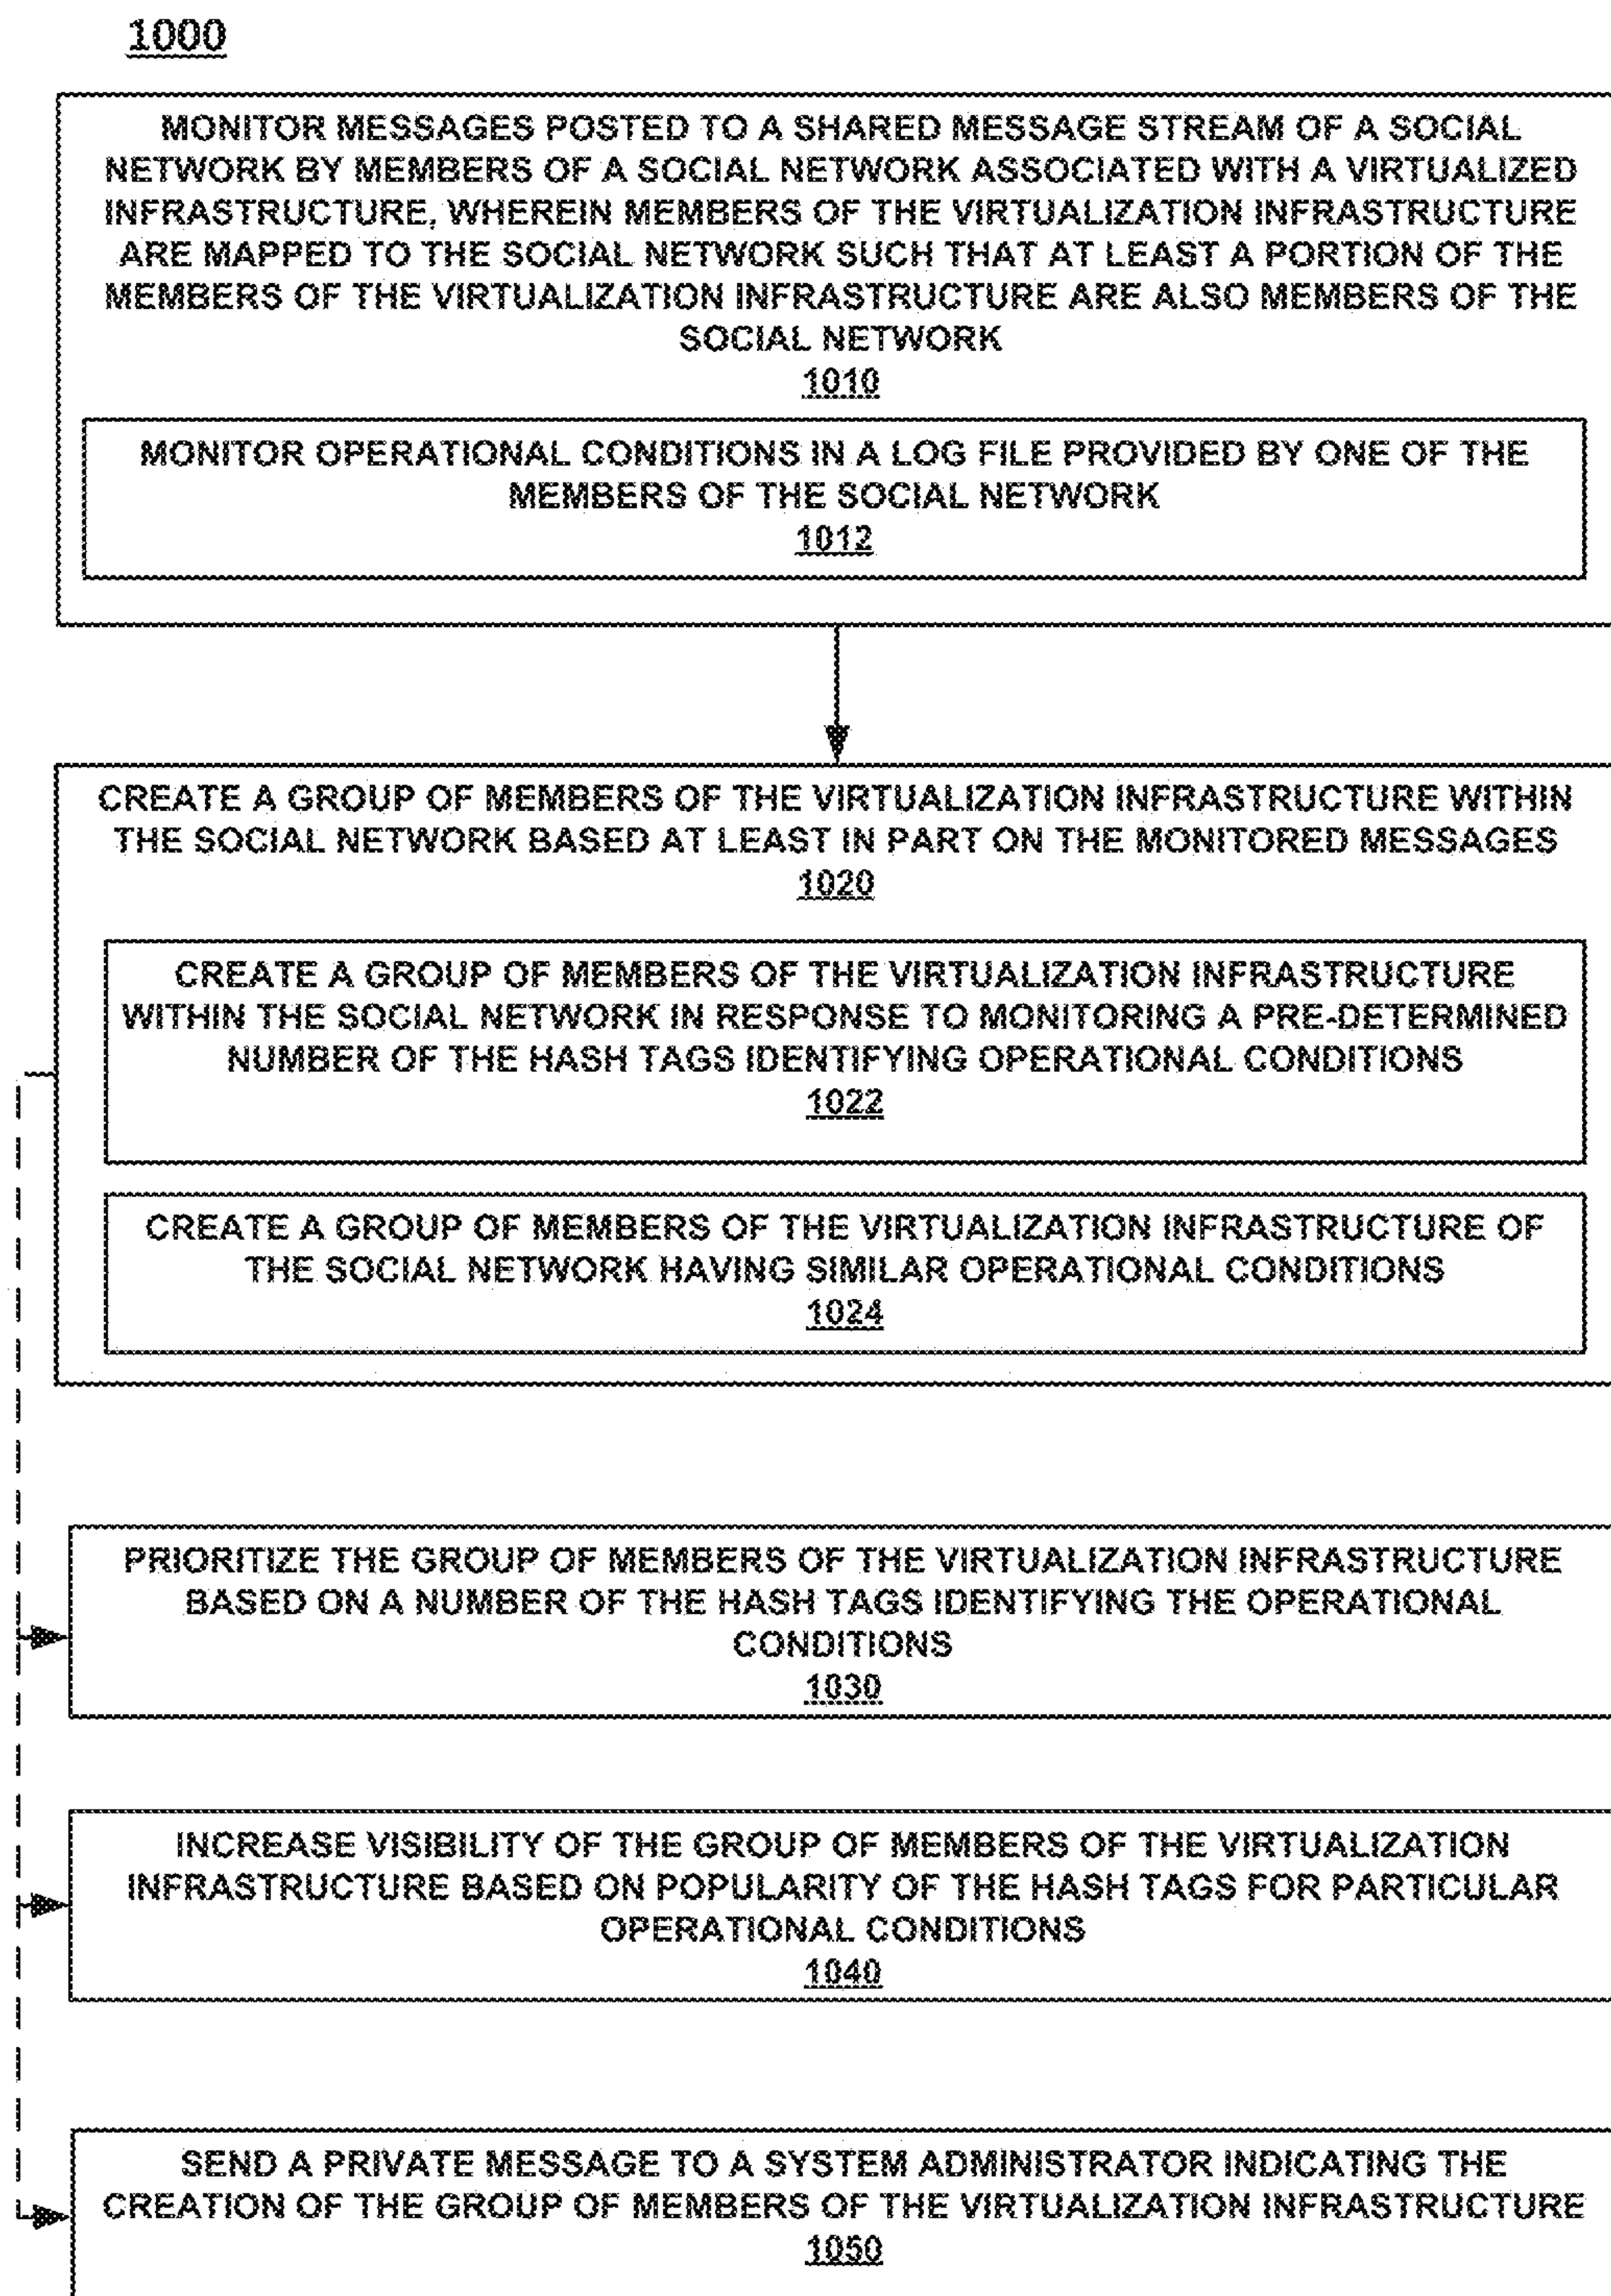 1000
MONITOR MESSAGES POSTED TO A SHARED MESSAGE STREAM OF A SOCIAL
NETWORK BY MEMBERS OF A SOCIAL NETWORK ASSOCIATED WITH A VIRTUALIZED
INFRASTRUCTURE, WHEREIN MEMBERS OF THE VIRTUALIZATION INFRASTRUCTURE
ARE MAPPED TO THE SOCIAL NETWORK SUCH THAT AT LEAST A PORTION OF THE
MEMBERS OF THE VIRTUALIZATION INFRASTRUCTURE ARE ALSO MEMBERS OF THE
SOCIAL NETWORK
1010
MONITOR OPERATIONAL CONDITIONS IN A LOG FILE PROVIDED BY ONE OF THE
MEMBERS OF THE SOCIAL NETWORK
1012
CREATE A GROUP OF MEMBERS OF THE VIRTUALIZATION INFRASTRUCTURE WITHIN
THE SOCIAL NETWORK BASED AT LEAST IN PART ON THE MONITORED MESSAGES
1020
CREATE A GROUP OF MEMBERS OF THE VIRTUALIZATION INFRASTRUCTURE
WITHIN THE SOCIAL NETWORK IN RESPONSE TO MONITORING A PRE-DETERMINED
NUMBER OF THE HASH TAGS IDENTIFYING OPERATIONAL CONDITIONS
1022
CREATE A GROUP OF MEMBERS OF THE VIRTUALIZATION INFRASTRUCTURE OF
THE SOCIAL NETWORK HAVING SIMILAR OPERATIONAL CONDITIONS
1024
PRIORITIZE THE GROUP OF MEMBERS OF THE VIRTUALIZATION INFRASTRUCTURE
BASED ON A NUMBER OF THE HASH TAGS IDENTIFYING THE OPERATIONAL
CONDITIONS
1030
INCREASE VISIBILITY OF THE GROUP OF MEMBERS OF THE VIRTUALIZATION
INFRASTRUCTURE BASED ON POPULARITY OF THE HASH TAGS FOR PARTICULAR
OPERATIONAL CONDITIONS
1040
SEND A PRIVATE MESSAGE TO A SYSTEM ADMINISTRATOR INDICATING THE
CREATION OF THE GROUP OF MEMBERS OF THE VIRTUALIZATION INFRASTRUCTURE
1050